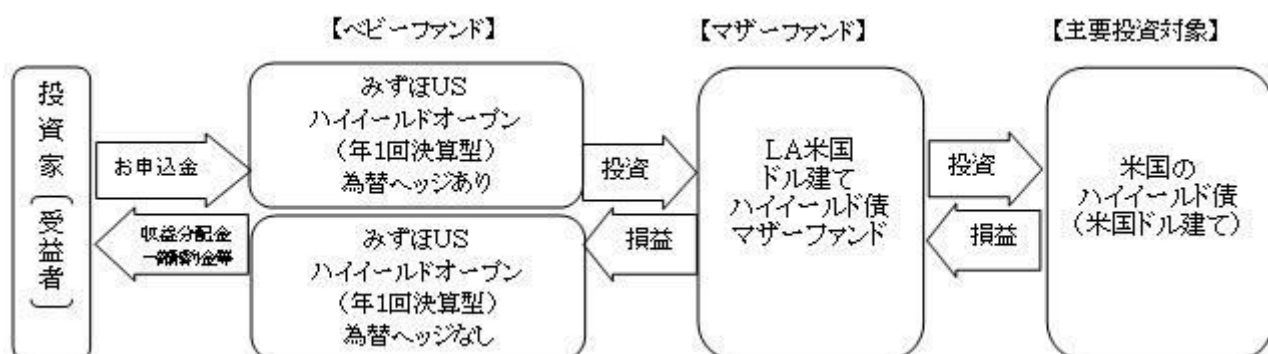 【ベビーファンド】
【マザーファンド】
【主要投資対象】
投資家
(受益者)
お申込金
収益分配金
みずほUS
ハイイールドオープン
(年1回決算型)
為替ヘッジあり
みずほUS
ハイイールドオープン
(年1回決算型)
為替ヘッジなし
投資
損益
LA米国
ドル建て
ハイイールド債
マザーファンド
投資
損益
米国の
ハイイールド債
(米国ドル建て)